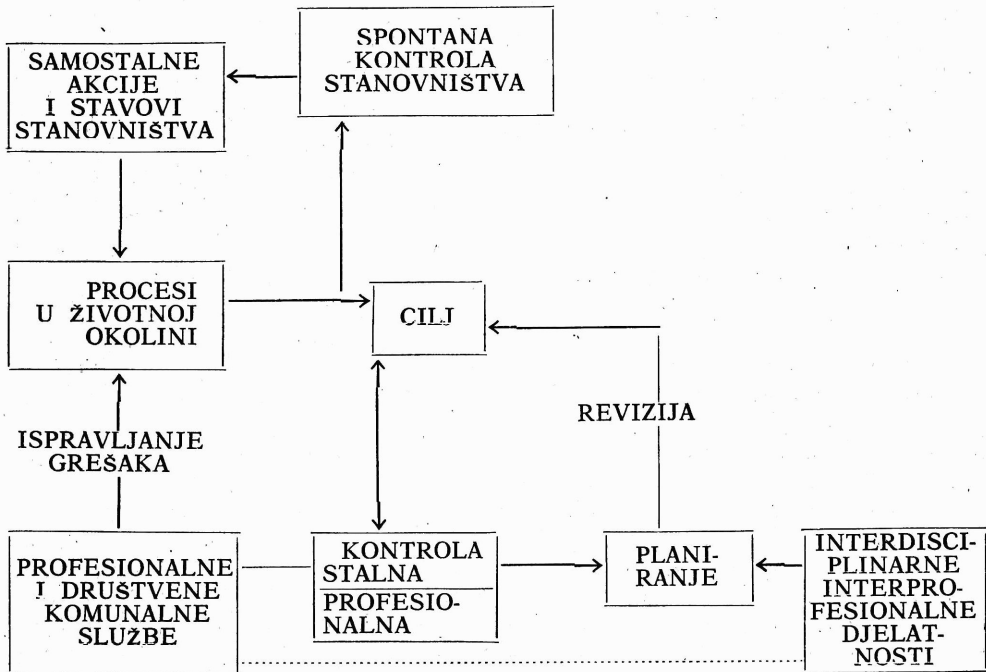 SPONTANA
KONTROLA
STANOVNIŠTVA
SAMOSTALNE
AKCIJE
I STAVOVI
STANOVNIŠTVA
PROCESI
U ŽIVOTNOJ
OKOLINI
CILJ
REVIZIJA
ISPRAVLJANJE
GREŠAKA
PROFESIONALNE
I DRUŠTVENE
KOMUNALNE
SLUŽBE
KONTROLA
STALNA
PROFESIO-
NALNA
PLANI-
RANJE
INTERDISCI-
PLINARNE
INTERPRO-
FESIONALNE
DJELAT-
NOSTI